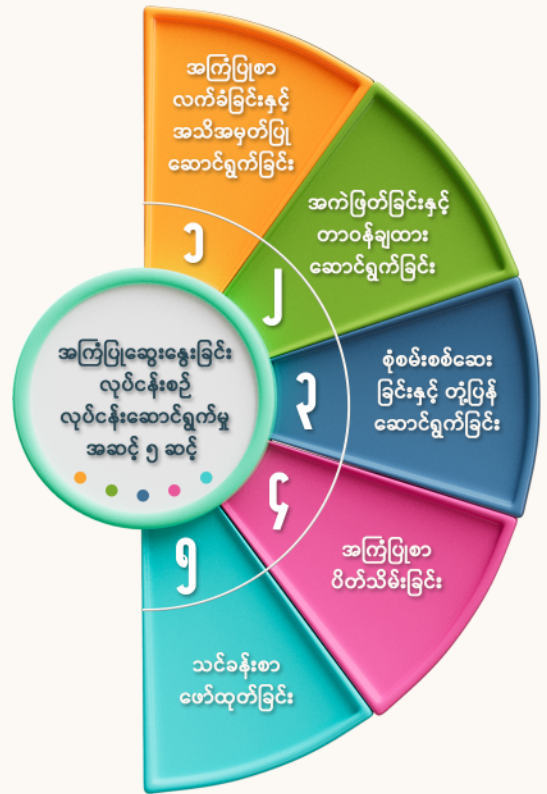 အကြံပြုစာ
လက်ခံခြင်းနှင့်
အသိအမှတ်ပြု
ဆောင်ရွက်ခြင်း
၁
အကဲဖြတ်ခြင်းနှင့်
တာဝန်ချထား
ဆောင်ရွက်ခြင်း
၂
အကြံပြုဆွေးနွေးခြင်း
လုပ်ငန်းစဉ်
လုပ်ငန်းဆောင်ရွက်မှု
အဆင့် ၅ ဆင့်
စုံစမ်းစစ်ဆေး
ခြင်းနှင့် တုံ့ပြန်
ဆောင်ရွက်ခြင်း
၃
၄
အကြံပြုစာ
ပိတ်သိမ်းခြင်း
၅
သင်ခန်းစာ
ဖော်ထုတ်ခြင်း